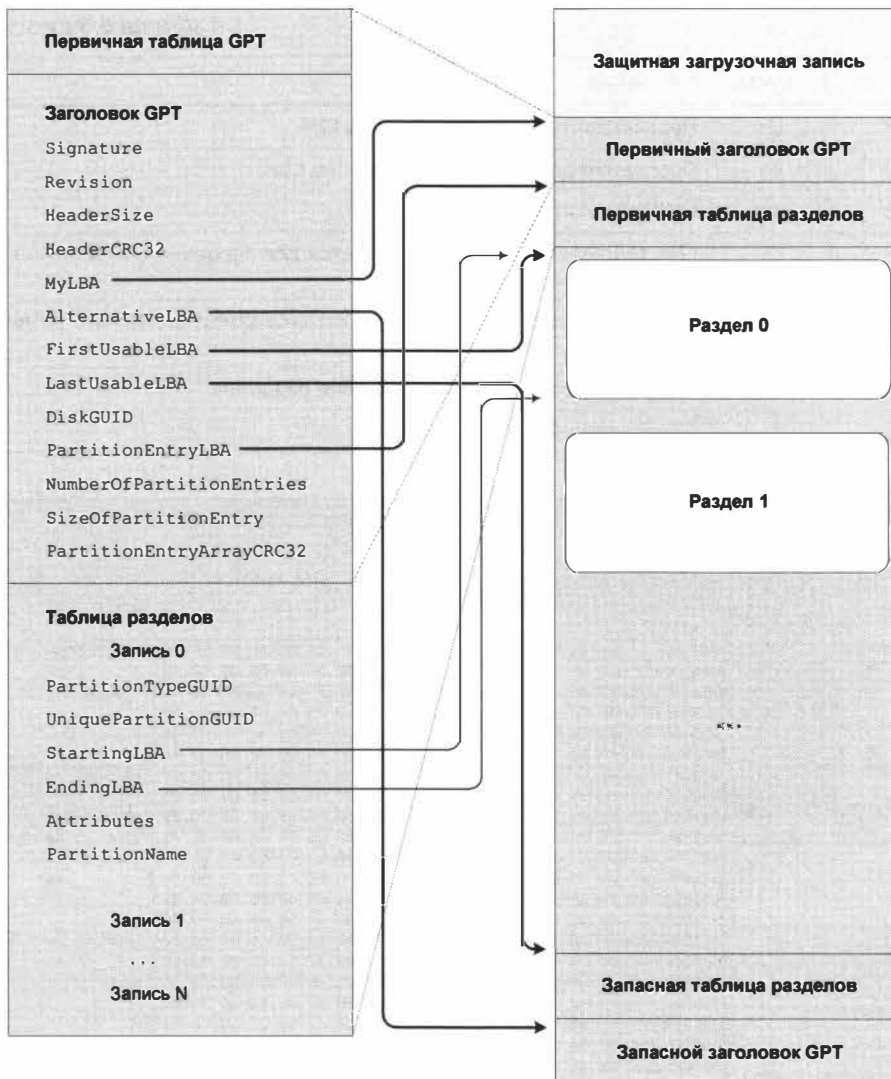 Первичная таблица GPT
Заголовок GPT
Signature
Revision
HeaderSize
HeaderCRC32
MyLBA
AlternativeLBA
FirstUsableLBA
LastUsableLBA
DiskGUID
PartitionEntryLBA
NumberOfPartitionEntries
SizeOfPartitionEntry
PartitionEntryArrayCRC32
Таблица разделов
Запись 0
PartitionTypeGUID
UniquePartitionGUID
StartingLBA
EndingLBA
Attributes
PartitionName
Запись 1
...
Запись N
Защитная загрузочная запись
Первичный заголовок GPT
Первичная таблица разделов
Раздел 0
Раздел 1
...
Запасная таблица разделов
Запасной заголовок GPT